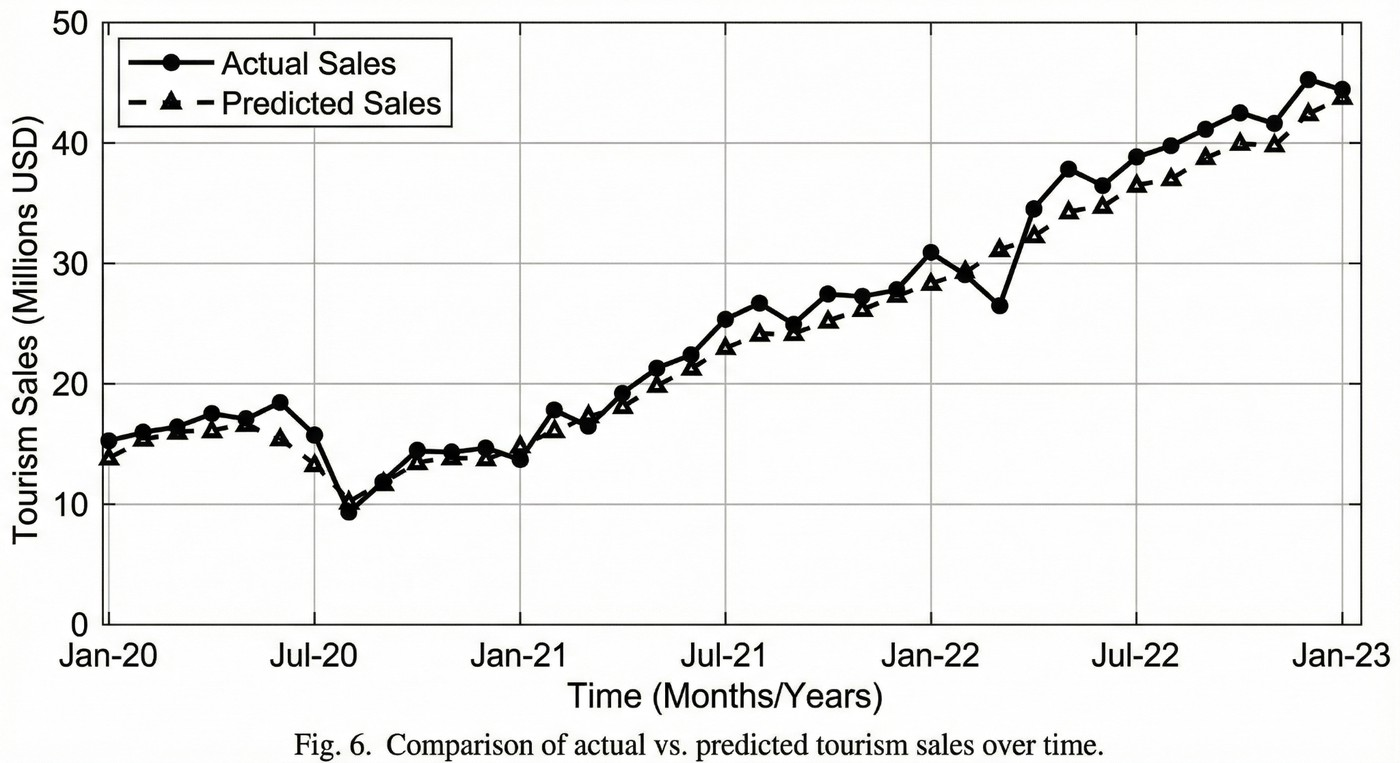 50
Actual Sales
Predicted Sales
40
30
20
10
0
Tourism Sales (Millions USD)
Jan-20 Jul-20 Jan-21 Jul-21 Jan-22 Jul-22 Jan-23
Time (Months/Years)
Fig. 6. Comparison of actual vs. predicted tourism sales over time.